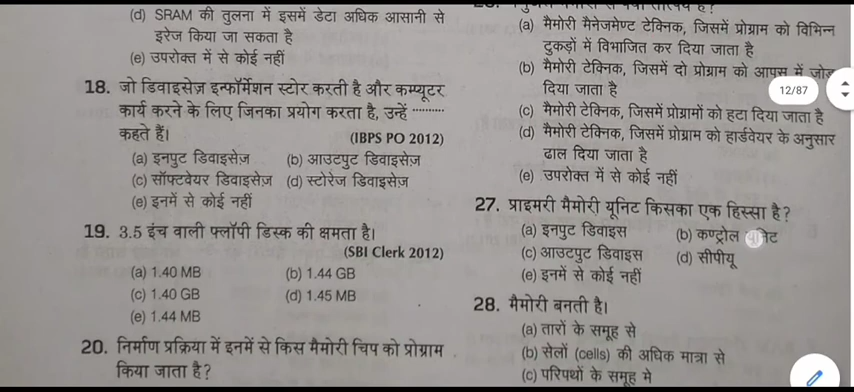 (d) SRAM की तुलना में इसमें डेटा अधिक आसानी से
इरेज किया जा सकता है
(e) उपरोक्त में से कोई नहीं
18. जो डिवाइसेज़ इन्फॉर्मेशन स्टोर करती है और कम्प्यूटर
कार्य करने के लिए जिनका प्रयोग करता है, उन्हें ..........
कहते हैं। (IBPS PO 2012)
(a) इनपुट डिवाइसेज़ (b) आउटपुट डिवाइसेज़
(c) सॉफ्टवेयर डिवाइसेज़ (d) स्टोरेज डिवाइसेज़
(e) इनमें से कोई नहीं
19. 3.5 इंच वाली फ्लॉपी डिस्क की क्षमता है।
(SBI Clerk 2012)
(a) 1.40 MB (b) 1.44 GB
(c) 1.40 GB (d) 1.45 MB
(e) 1.44 MB
20. निर्माण प्रक्रिया में इनमें से किस मैमोरी चिप को प्रोग्राम
किया जाता है?
(a) मैमोरी मैनेजमेण्ट टेक्निक, जिसमें प्रोग्राम को विभिन्न
टुकड़ों में विभाजित कर दिया जाता है
(b) मैमोरी टेक्निक, जिसमें दो प्रोग्राम को आपस में जोड़
दिया जाता है
12/87
(c) मैमोरी टेक्निक, जिसमें प्रोग्रामों को हटा दिया जाता है
(d) मैमोरी टेक्निक, जिसमें प्रोग्राम को हार्डवेयर के अनुसार
ढाल दिया जाता है
(e) उपरोक्त में से कोई नहीं
27. प्राइमरी मैमोरी यूनिट किसका एक हिस्सा है?
(a) इनपुट डिवाइस (b) कण्ट्रोल यूनिट
(c) आउटपुट डिवाइस (d) सीपीयू
(e) इनमें से कोई नहीं
28. मैमोरी बनती है।
(a) तारों के समूह से
(b) सेलों (cells) की अधिक मात्रा से
(c) परिपथों के समूह मे